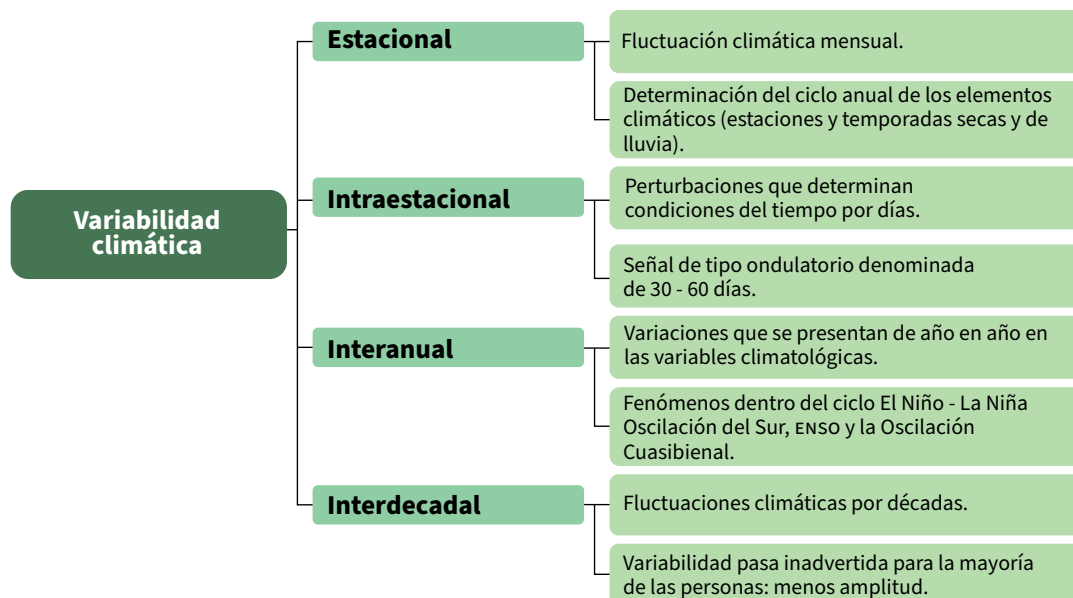 Variabilidad
climática
Estacional
Fluctuación climática mensual.
Determinación del ciclo anual de los elementos
climáticos (estaciones y temporadas secas y de
lluvia).
Intraestacional
Perturbaciones que determinan
condiciones del tiempo por días.
Señal de tipo ondulatorio denominada
de 30 - 60 días.
Interanual
Variaciones que se presentan de año en año en
las variables climatológicas.
Fenómenos dentro del ciclo El Niño - La Niña
Oscilación del Sur, ENSO y la Oscilación
Cuasibienal.
Interdecadal
Fluctuaciones climáticas por décadas.
Variabilidad pasa inadvertida para la mayoría
de las personas: menos amplitud.